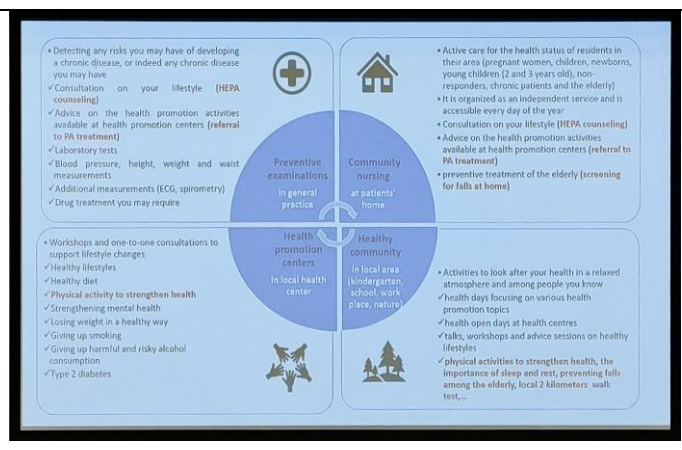 • Detecting any risks you may have of developing
a chronic disease, or indeed any chronic disease
you may have
✓Consultation on your lifestyle (HEPA
counseling)
✓Advice on the health promotion activities
available at health promotion centers (referral
to PA treatment)
✓Laboratory tests
✓Blood pressure, height, weight and waist
measurements
✓Additional measurements (ECG, spirometry)
✓Drug treatment you may require
Preventive
examinations
in general
practice
Community
nursing
at patients'
home
• Active care for the health status of residents in
their area (pregnant women, children, newborns,
young children (2 and 3 years old), non-
responders, chronic patients and the elderly)
• It is organized as an independent service and is
accessible every day of the year
• Consultation on your lifestyle (HEPA counseling)
• Advice on the health promotion activities
available at health promotion centers (referral to
PA treatment)
• preventive treatment of the elderly (screening
for falls at home)
• Workshops and one-to-one consultations to
support lifestyle changes
✓Healthy lifestyles
✓Healthy diet
✓Physical activity to strengthen health
✓Strengthening mental health
✓Losing weight in a healthy way
✓Giving up smoking
✓Giving up harmful and risky alcohol
consumption
✓Type 2 diabetes
Health
promotion
centers
in local health
center
Healthy
community
in local area
(kindergarten,
school, work
place, nature)
• Activities to look after your health in a relaxed
atmosphere and among people you know
✓health days focusing on various health
promotion topics
✓health open days at health centres
✓talks, workshops and advice sessions on healthy
lifestyles
✓physical activities to strengthen health, the
importance of sleep and rest, preventing falls
among the elderly, local 2 kilometers walk
test,...